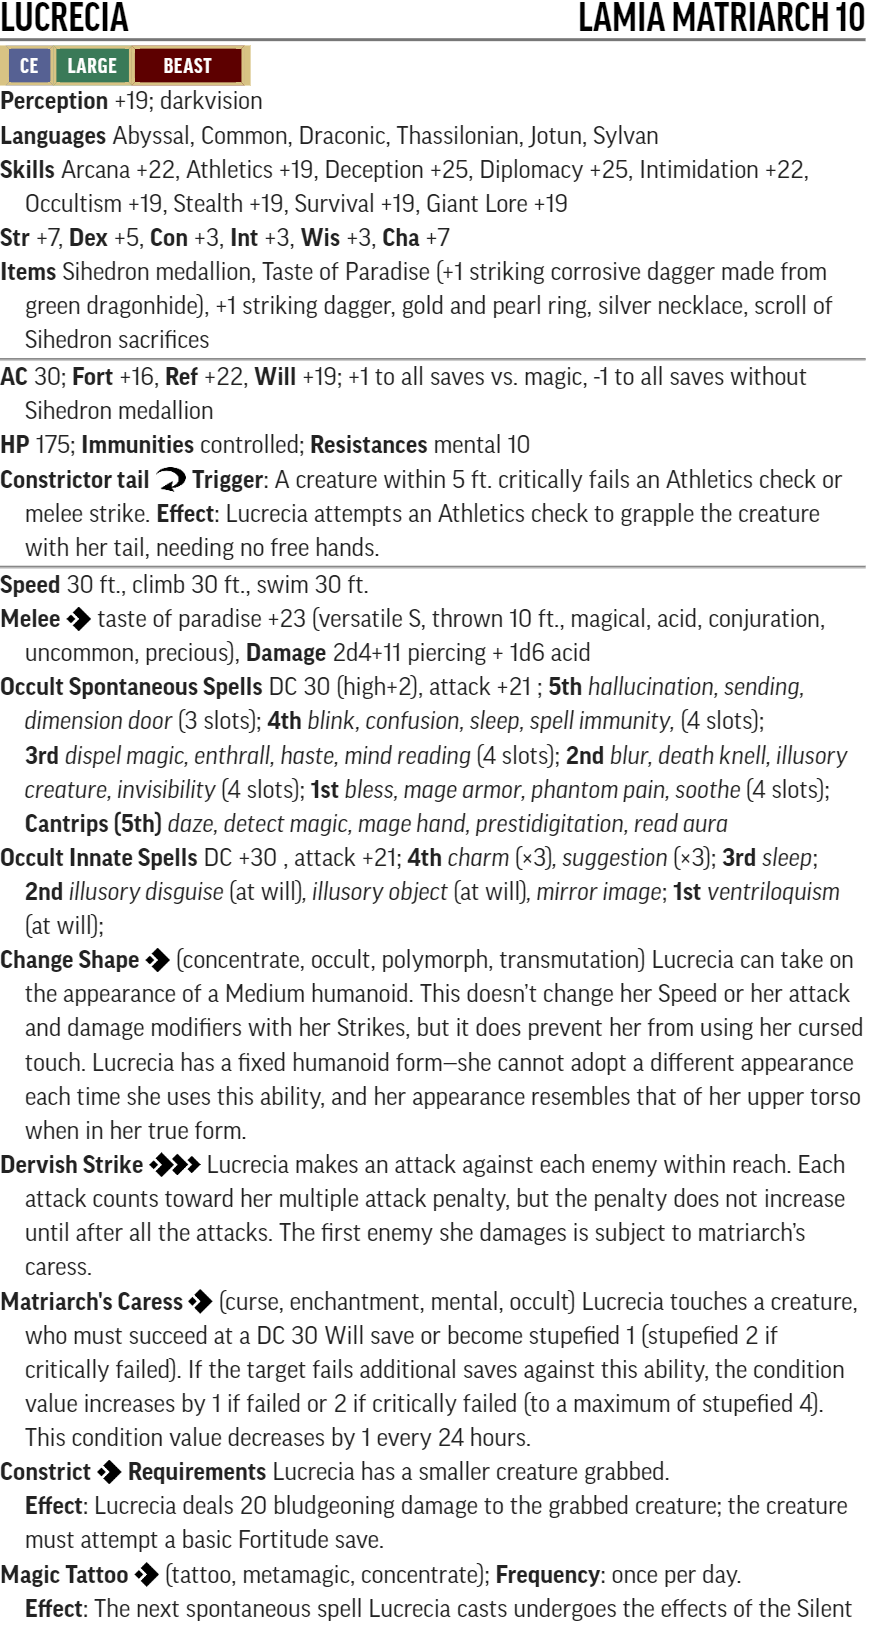 LUCRECIA LAMIA MATRIARCH 10
CE LARGE BEAST
Perception +19; darkvision
Languages Abyssal, Common, Draconic, Thassilonian, Jotun, Sylvan
Skills Arcana +22, Athletics +19, Deception +25, Diplomacy +25, Intimidation +22,
Occultism +19, Stealth +19, Survival +19, Giant Lore +19
Str +7, Dex +5, Con +3, Int +3, Wis +3, Cha +7
Items Sihedron medallion, Taste of Paradise (+1 striking corrosive dagger made from
green dragonhide), +1 striking dagger, gold and pearl ring, silver necklace, scroll of
Sihedron sacrifices
AC 30; Fort +16, Ref +22, Will +19; +1 to all saves vs. magic, -1 to all saves without
Sihedron medallion
HP 175; Immunities controlled; Resistances mental 10
Constrictor tail Trigger: A creature within 5 ft. critically fails an Athletics check or
melee strike. Effect: Lucrecia attempts an Athletics check to grapple the creature
with her tail, needing no free hands.
Speed 30 ft., climb 30 ft., swim 30 ft.
Melee taste of paradise +23 (versatile S, thrown 10 ft., magical, acid, conjuration,
uncommon, precious), Damage 2d4+11 piercing + 1d6 acid
Occult Spontaneous Spells DC 30 (high+2), attack +21 ; 5th hallucination, sending,
dimension door (3 slots); 4th blink, confusion, sleep, spell immunity, (4 slots);
3rd dispel magic, enthrall, haste, mind reading (4 slots); 2nd blur, death knell, illusory
creature, invisibility (4 slots); 1st bless, mage armor, phantom pain, soothe (4 slots);
Cantrips (5th) daze, detect magic, mage hand, prestidigitation, read aura
Occult Innate Spells DC +30 , attack +21; 4th charm (×3), suggestion (×3); 3rd sleep;
2nd illusory disguise (at will), illusory object (at will), mirror image; 1st ventriloquism
(at will);
Change Shape (concentrate, occult, polymorph, transmutation) Lucrecia can take on
the appearance of a Medium humanoid. This doesn't change her Speed or her attack
and damage modifiers with her Strikes, but it does prevent her from using her cursed
touch. Lucrecia has a fixed humanoid form—she cannot adopt a different appearance
each time she uses this ability, and her appearance resembles that of her upper torso
when in her true form.
Dervish Strike Lucrecia makes an attack against each enemy within reach. Each
attack counts toward her multiple attack penalty, but the penalty does not increase
until after all the attacks. The first enemy she damages is subject to matriarch's
caress.
Matriarch's Caress (curse, enchantment, mental, occult) Lucrecia touches a creature,
who must succeed at a DC 30 Will save or become stupefied 1 (stupefied 2 if
critically failed). If the target fails additional saves against this ability, the condition
value increases by 1 if failed or 2 if critically failed (to a maximum of stupefied 4).
This condition value decreases by 1 every 24 hours.
Constrict Requirements Lucrecia has a smaller creature grabbed.
Effect: Lucrecia deals 20 bludgeoning damage to the grabbed creature; the creature
must attempt a basic Fortitude save.
Magic Tattoo (tattoo, metamagic, concentrate); Frequency: once per day.
Effect: The next spontaneous spell Lucrecia casts undergoes the effects of the Silent